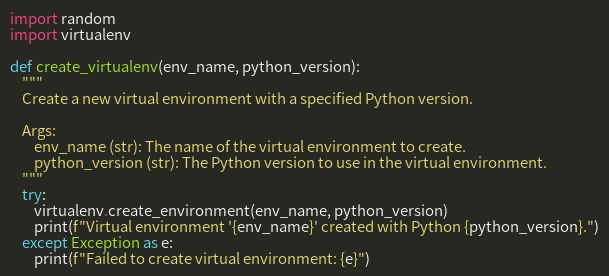 import random
import virtualenv

def create_virtualenv(env_name, python_version):
    """
    Create a new virtual environment with a specified Python version.

    Args:
        env_name (str): The name of the virtual environment to create.
        python_version (str): The Python version to use in the virtual environment.
    """
    try:
        virtualenv.create_environment(env_name, python_version)
        print(f"Virtual environment '{env_name}' created with Python {python_version}.")
    except Exception as e:
        print(f"Failed to create virtual environment: {e}")